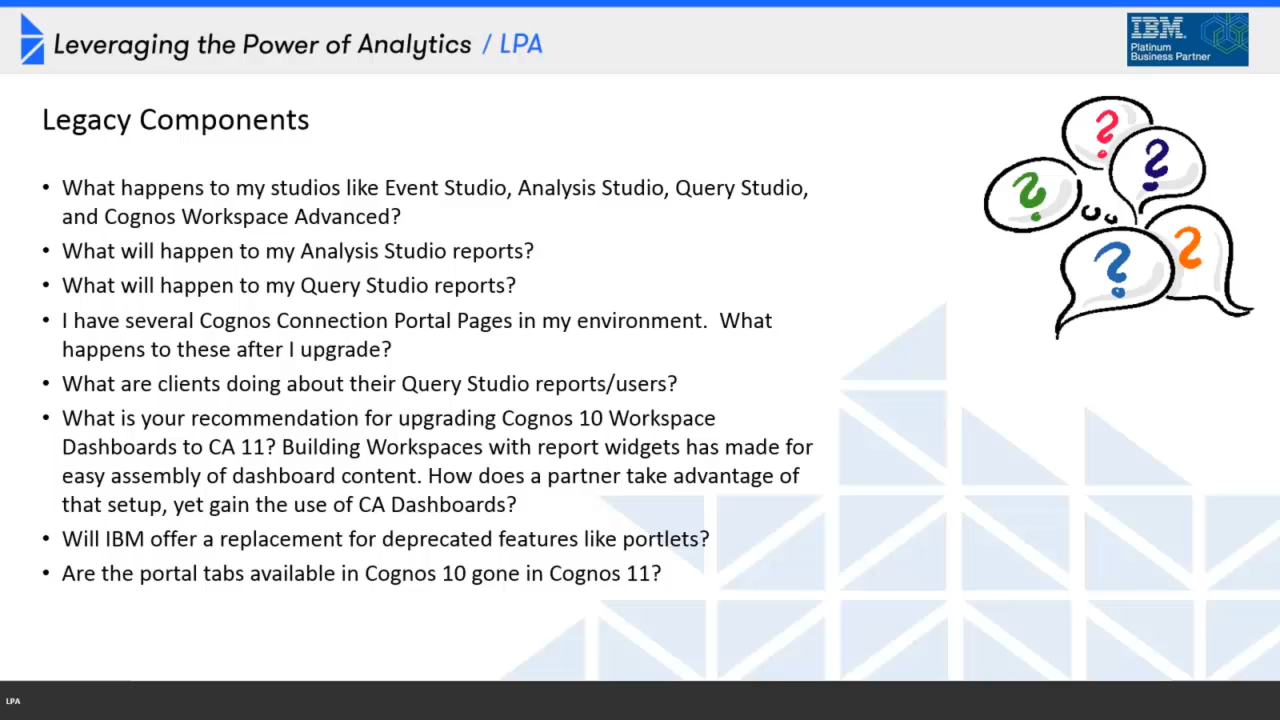 Leveraging the Power of Analytics / LPA
IBM
Platinum
Business Partner
Legacy Components
• What happens to my studios like Event Studio, Analysis Studio, Query Studio,
and Cognos Workspace Advanced?
• What will happen to my Analysis Studio reports?
• What will happen to my Query Studio reports?
• I have several Cognos Connection Portal Pages in my environment.  What
happens to these after I upgrade?
• What are clients doing about their Query Studio reports/users?
• What is your recommendation for upgrading Cognos 10 Workspace
Dashboards to CA 11? Building Workspaces with report widgets has made for
easy assembly of dashboard content. How does a partner take advantage of
that setup, yet gain the use of CA Dashboards?
• Will IBM offer a replacement for deprecated features like portlets?
• Are the portal tabs available in Cognos 10 gone in Cognos 11?
?
?
?
?
?
LPA